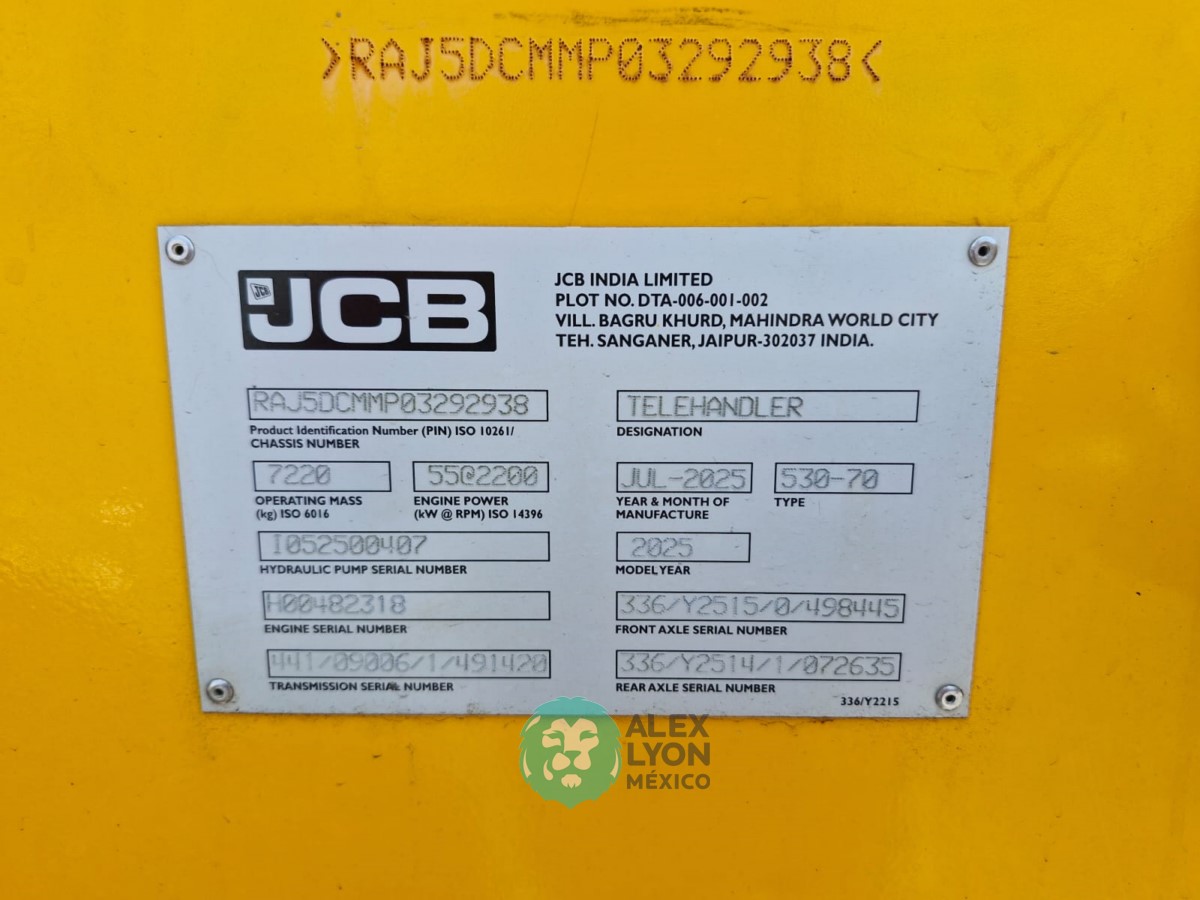 >RAJ5DCMMP03292938<
JCB
JCB INDIA LIMITED
PLOT NO. DTA-006-001-002
VILL. BAGRU KHURD, MAHINDRA WORLD CITY
TEH. SANGANER, JAIPUR-302037 INDIA.
RAJ5DCMMP03292938
Product Identification Number (PIN) ISO 10261/
CHASSIS NUMBER
TELEHANDLER
DESIGNATION
7220
OPERATING MASS
(kg) ISO 6016
55@2200
ENGINE POWER
(kW @ RPM) ISO 14396
JUL-2025
YEAR & MONTH OF
MANUFACTURE
530-70
TYPE
I052500407
HYDRAULIC PUMP SERIAL NUMBER
2025
MODEL YEAR
H00482318
ENGINE SERIAL NUMBER
336/Y2515/0/498445
FRONT AXLE SERIAL NUMBER
441/09006/1/491420
TRANSMISSION SERIAL NUMBER
336/Y2514/1/072635
REAR AXLE SERIAL NUMBER
336/Y2215
ALEX
LYON
MÉXICO